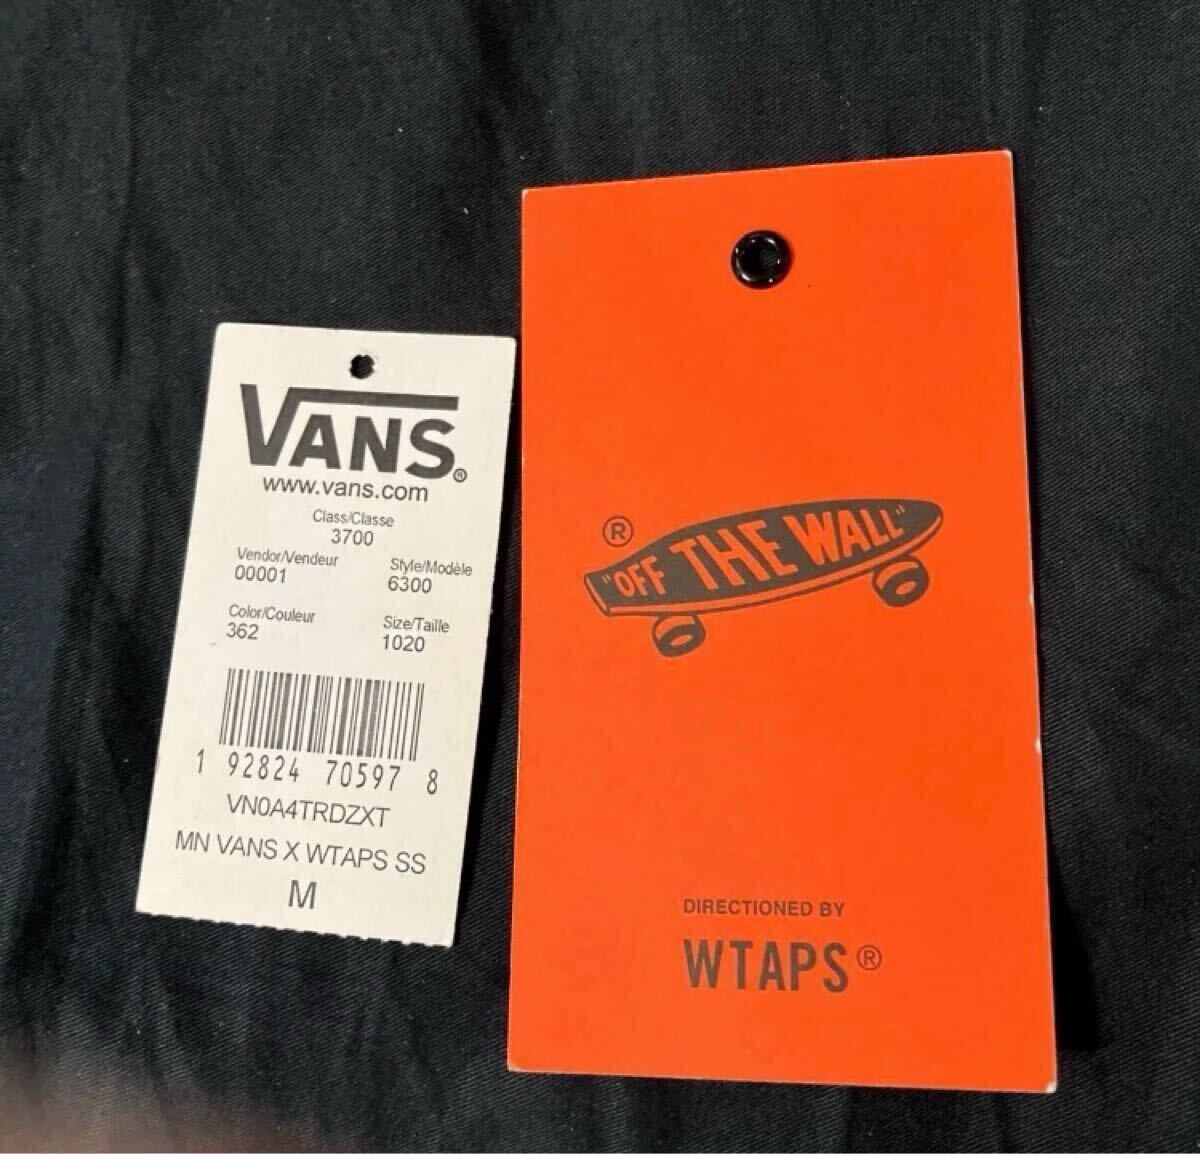 VANS®
www.vans.com
Class/Classe
3700
Vendor/Vendeur
00001
Style/Modèle
6300
Color/Couleur
362
Size/Taille
1020
1 92824 70597 8
VN0A4TRDZXT
MN VANS X WTAPS SS
M
®
"OFF THE WALL"
DIRECTIONED BY
WTAPS®